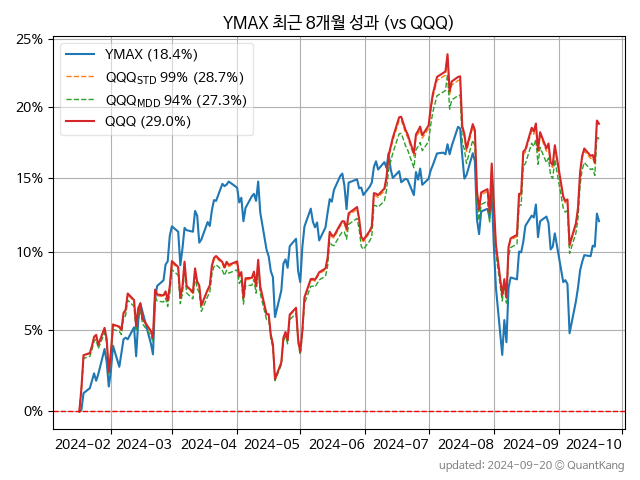 YMAX 최근 8개월 성과 (vs QQQ)
YMAX (18.4%)
QQQSTD 99% (28.7%)
QQQMDD 94% (27.3%)
QQQ (29.0%)
25%
20%
15%
10%
5%
0%
2024-02 2024-03 2024-04 2024-05 2024-06 2024-07 2024-08 2024-09 2024-10
updated: 2024-09-20 © QuantKang